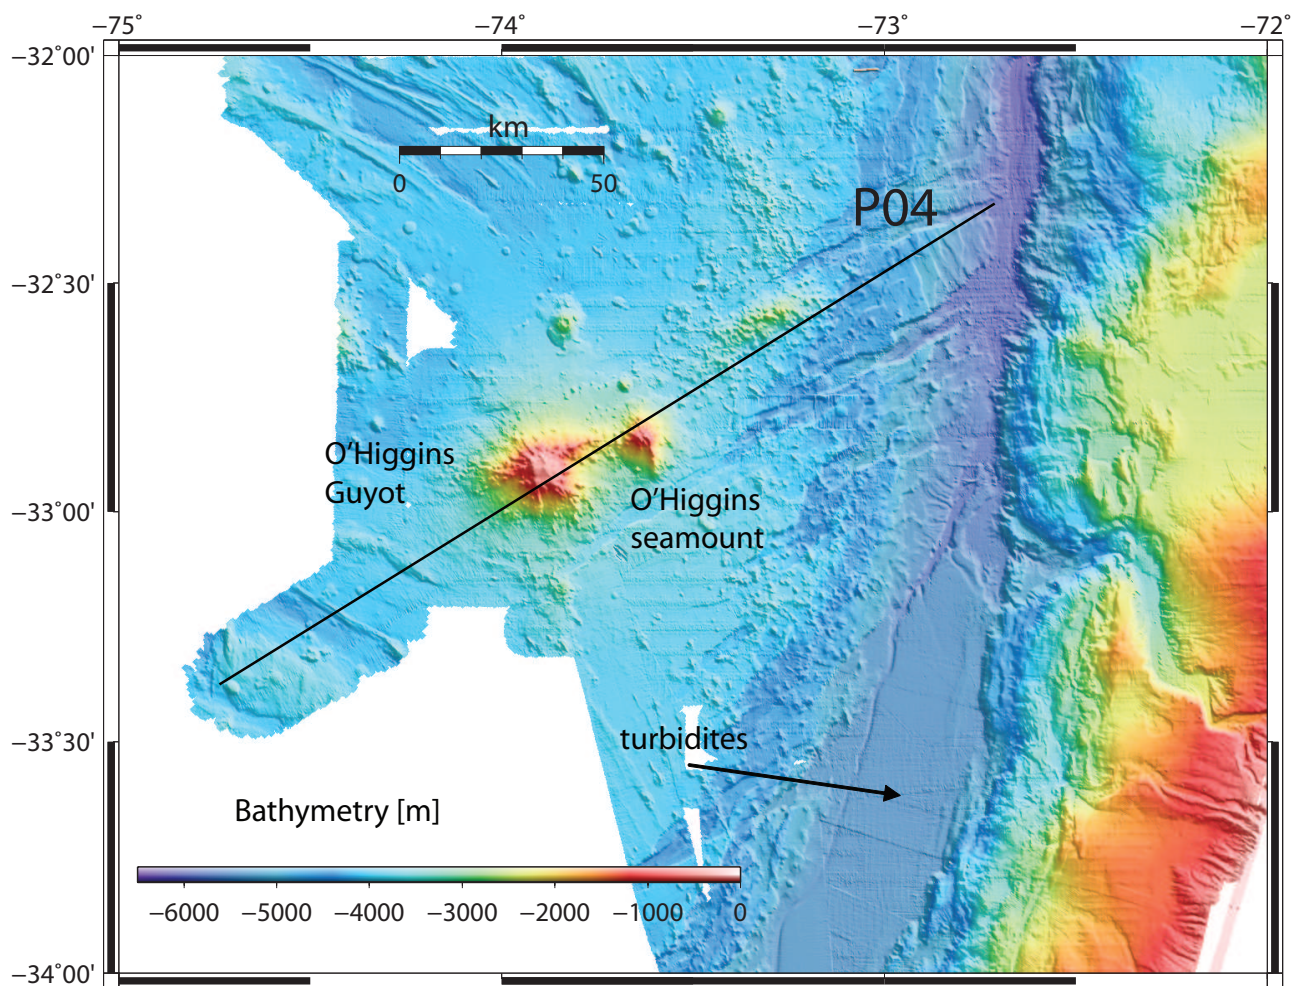 −75˚ −74˚ −73˚ −72˚
−32˚00'
km
0 50
P04
−32˚30'
O'Higgins
Guyot
O'Higgins
seamount
−33˚00'
turbidites
−33˚30'
Bathymetry [m]
−6000 −5000 −4000 −3000 −2000 −1000 0
−34˚00'